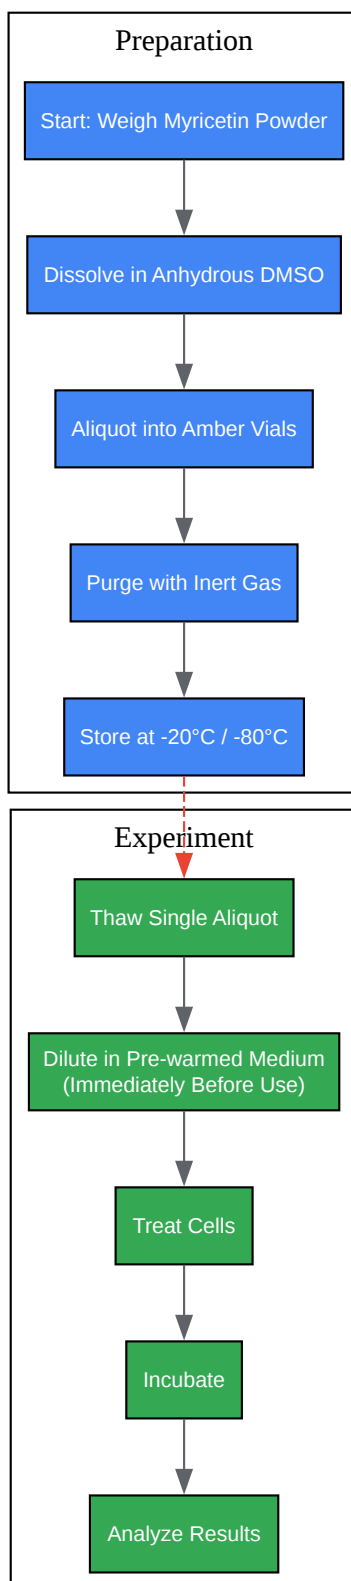 Preparation
Start: Weigh Myricetin Powder
Dissolve in Anhydrous DMSO
Aliquot into Amber Vials
Purge with Inert Gas
Store at -20°C / -80°C
Experiment
Thaw Single Aliquot
Dilute in Pre-warmed Medium
(Immediately Before Use)
Treat Cells
Incubate
Analyze Results